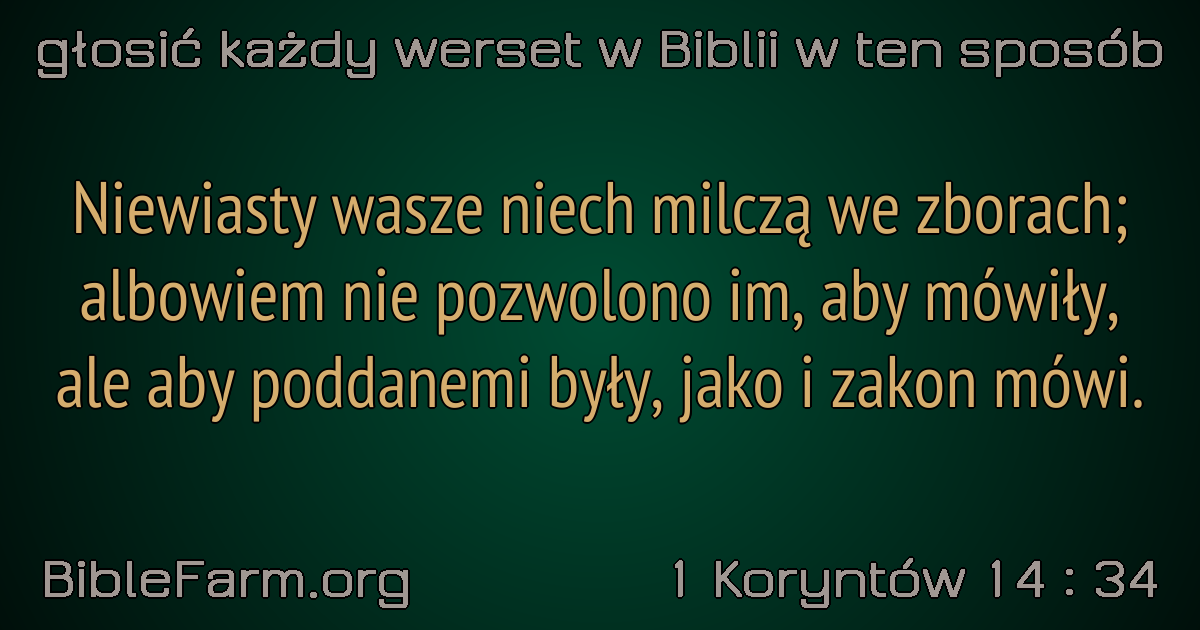 głosić każdy werset w Biblii w ten sposób
Niewiasty wasze niech milczą we zborach;
albowiem nie pozwolono im, aby mówiły,
ale aby poddanemi były, jako i zakon mówi.
BibleFarm.org
1 Koryntów 14 : 34